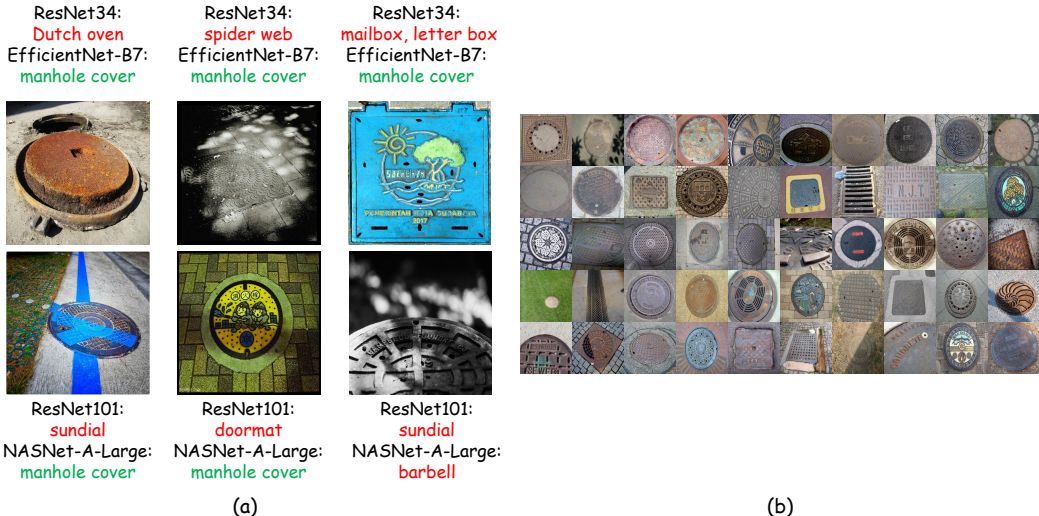 ResNet34:
Dutch oven
EfficientNet-B7:
manhole cover
ResNet34:
spider web
EfficientNet-B7:
manhole cover
ResNet34:
mailbox, letter box
EfficientNet-B7:
manhole cover
PEMERINTAH KOTA SURABAYA
2017
ResNet101:
sundial
NASNet-A-Large:
manhole cover
ResNet101:
doormat
NASNet-A-Large:
manhole cover
ResNet101:
sundial
NASNet-A-Large:
barbell
(a)
N.J.T.
(b)